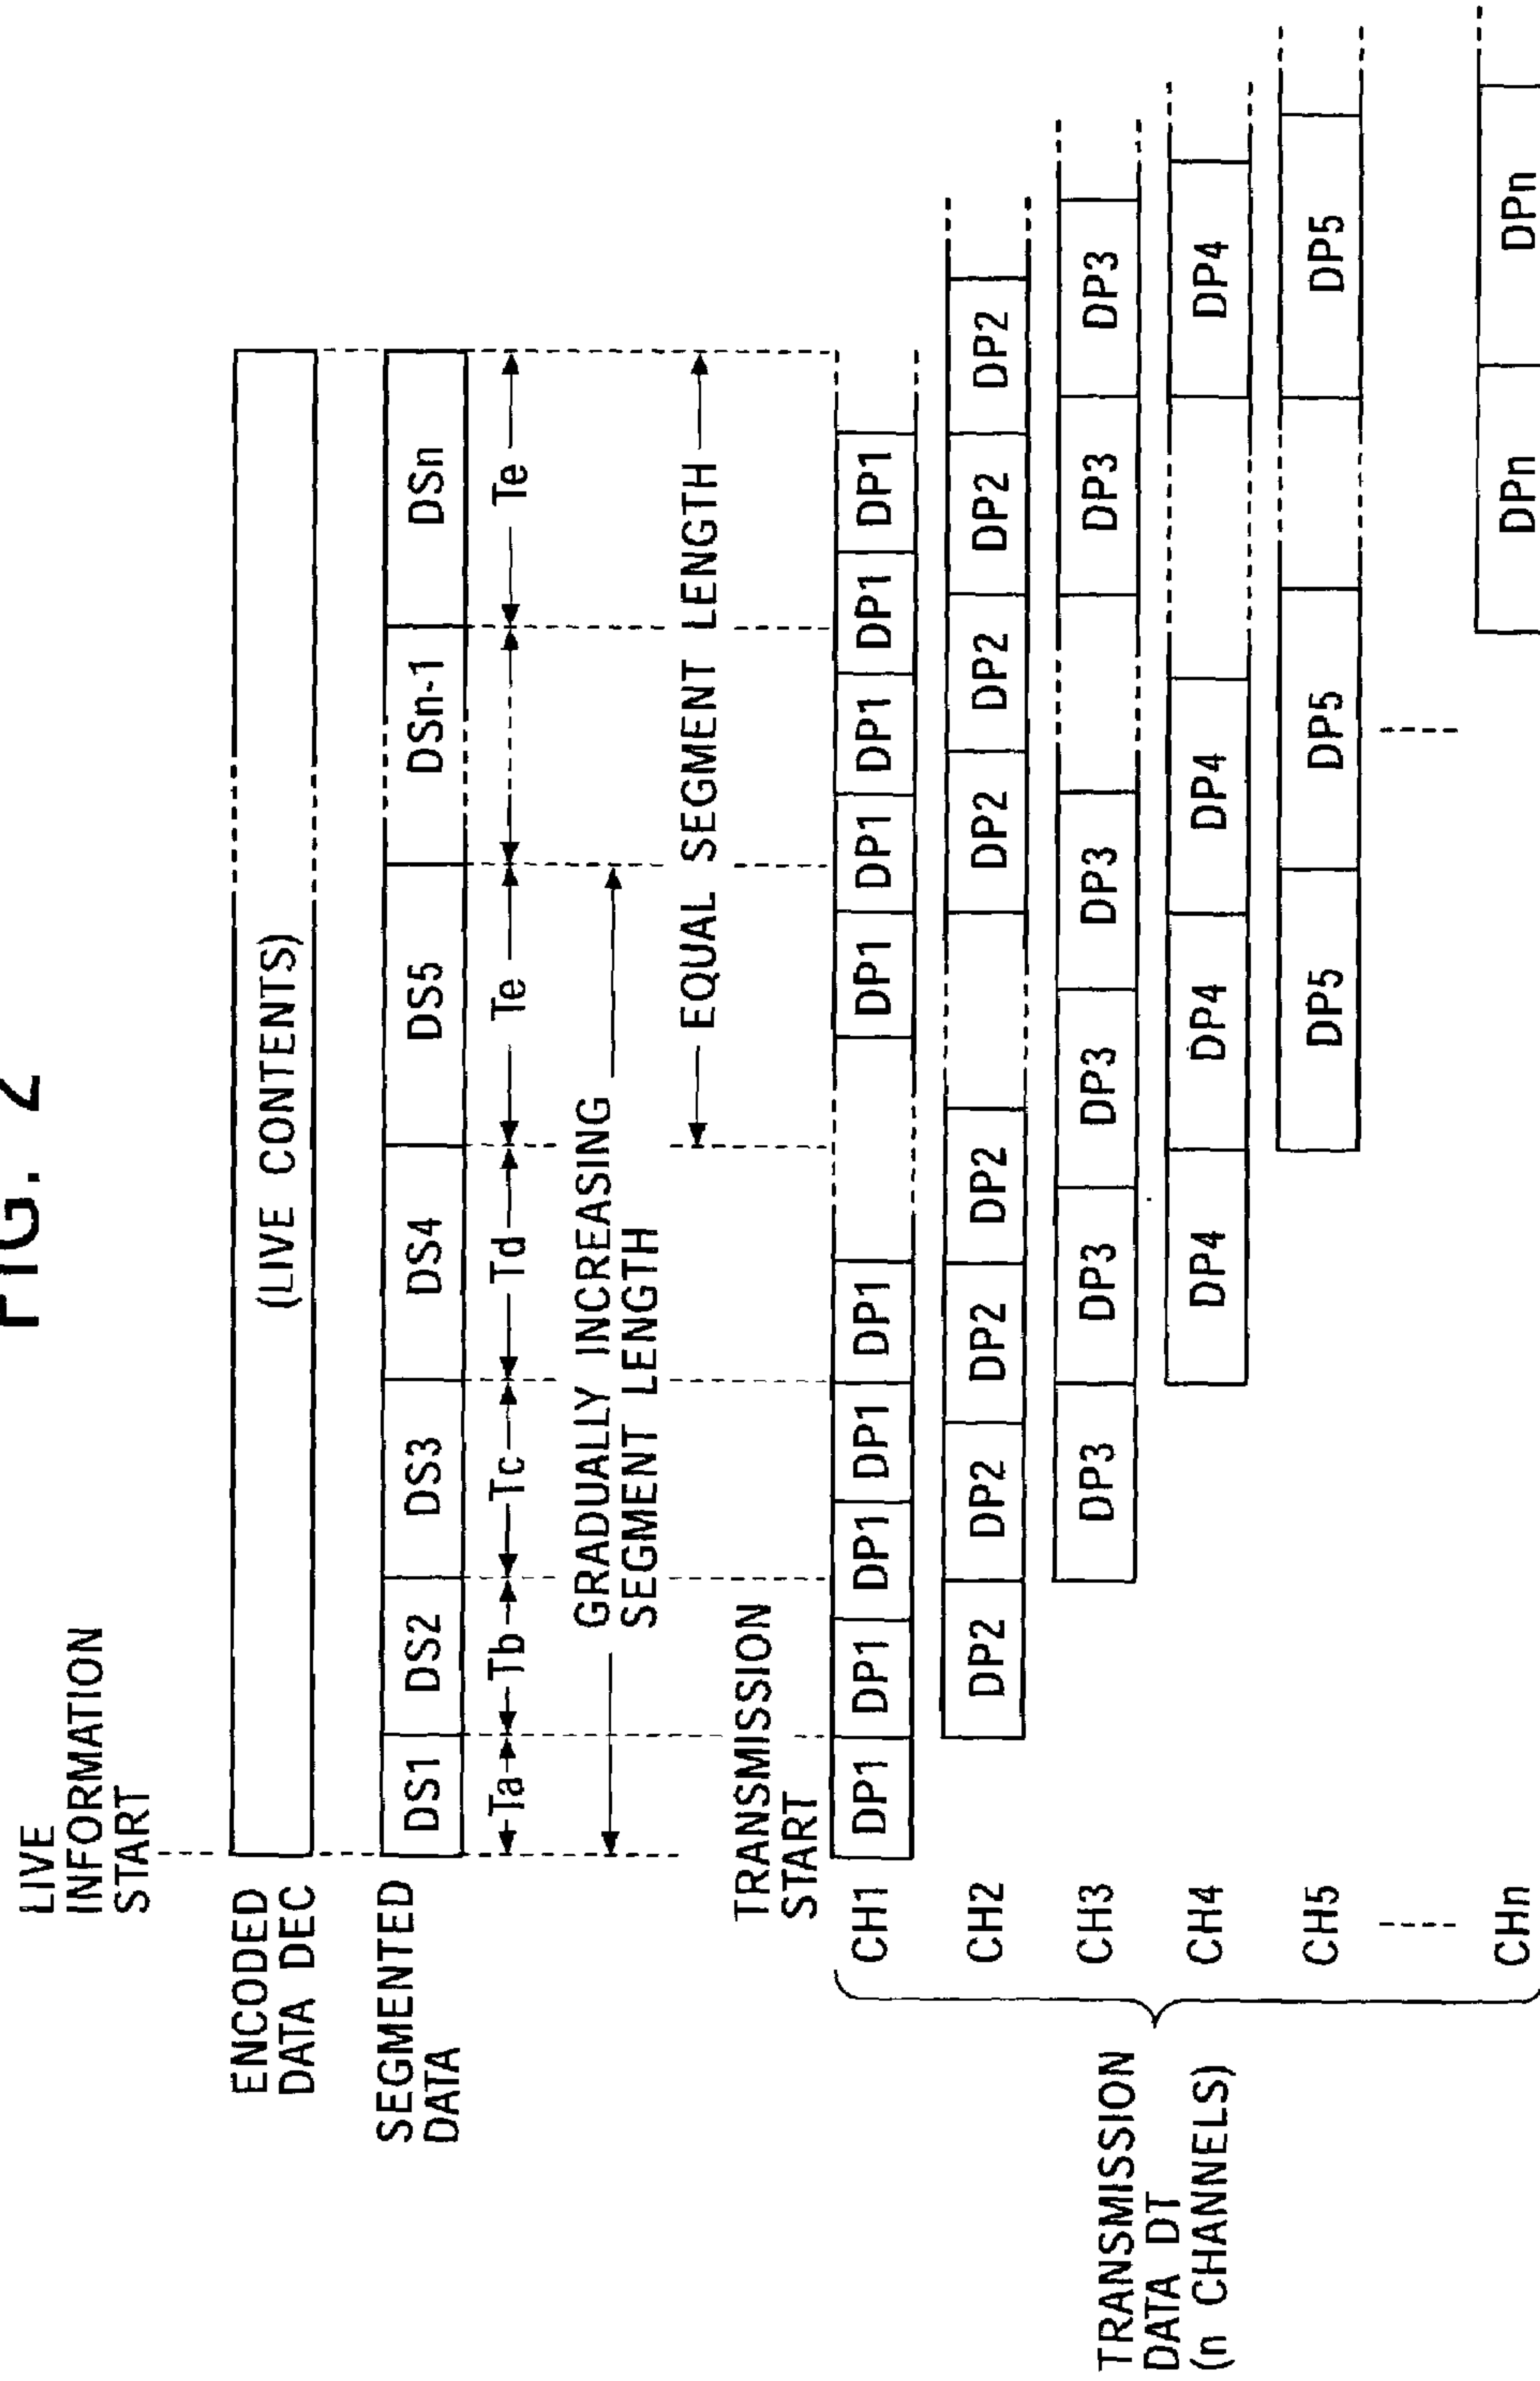 FIG. 2
LIVE
INFORMATION
START
ENCODED
DATA DEC
(LIVE CONTENTS)
SEGMENTED
DATA
DS1 DS2 DS3 DS4 DS5 DSn-1 DSn
Ta Tb Tc Td Te Te
GRADUALLY INCREASING
SEGMENT LENGTH
EQUAL SEGMENT LENGTH
TRANSMISSION
START
TRANSMISSION
DATA DT
(n CHANNELS)
CH1 DP1 DP1 DP1 DP1 DP1 DP1 DP1 DP1 DP1 DP1
CH2 DP2 DP2 DP2 DP2 DP2 DP2 DP2 DP2
CH3 DP3 DP3 DP3 DP3 DP3 DP3
CH4 DP4 DP4 DP4 DP4
CH5 DP5 DP5 DP5
CHn DPn DPn